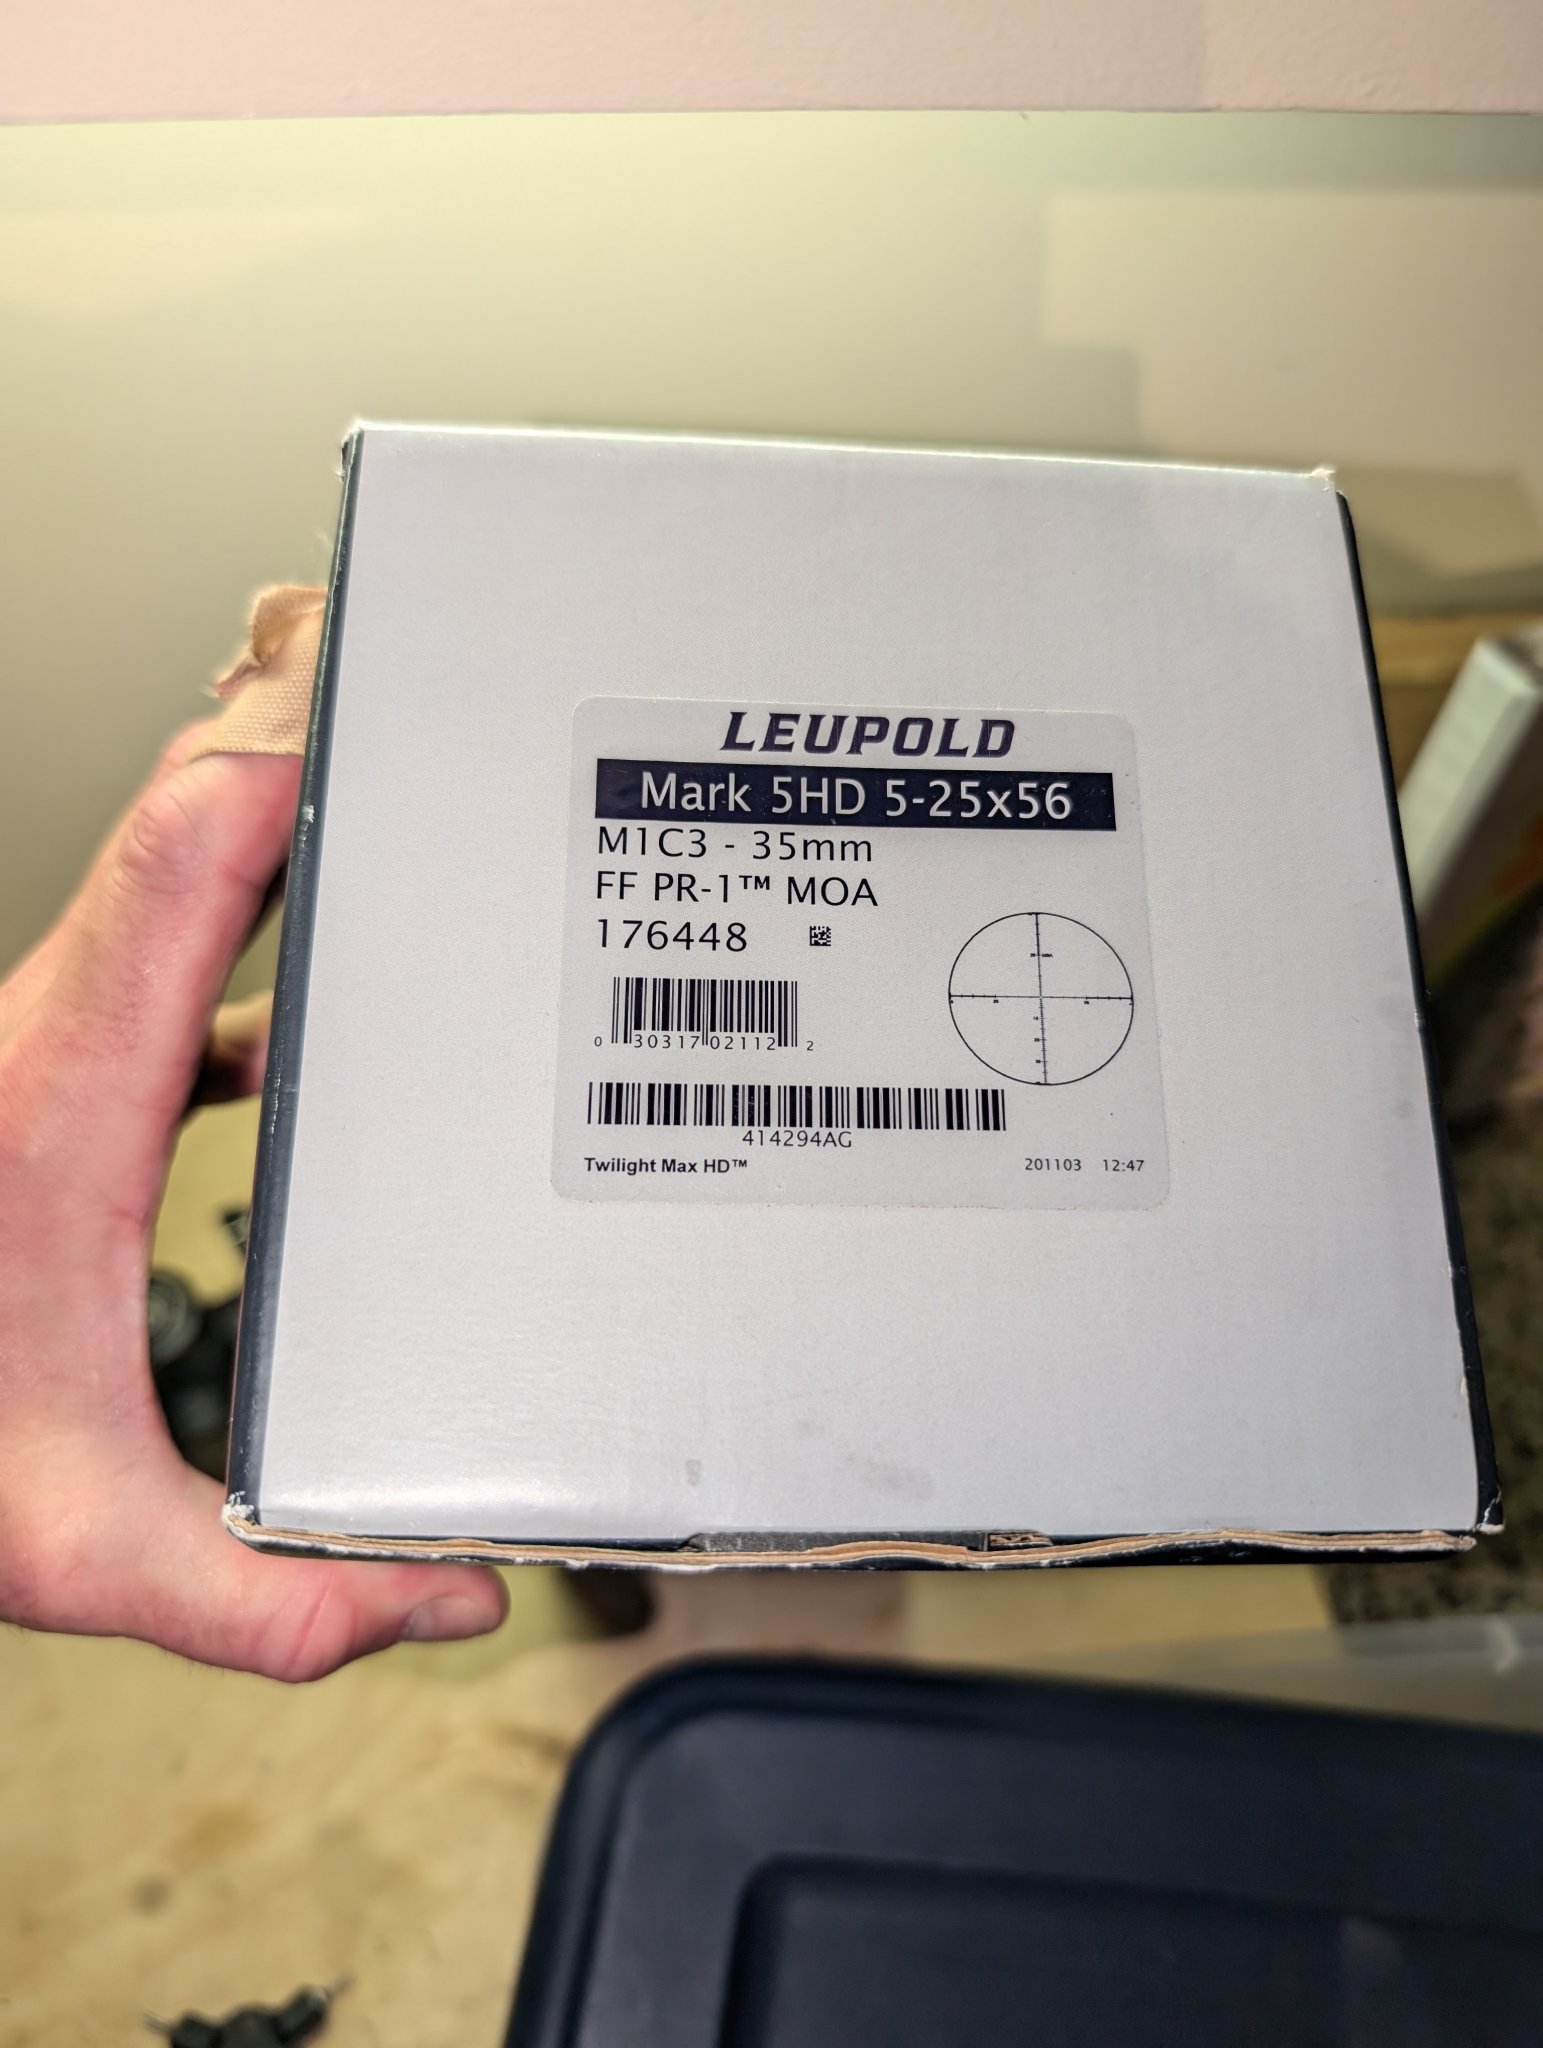 LEUPOLD
Mark 5HD 5-25x56
M1C3 - 35mm
FF PR-1™ MOA
176448
0 30317 02112 2
414294AG
Twilight Max HD™ 201103 12:47